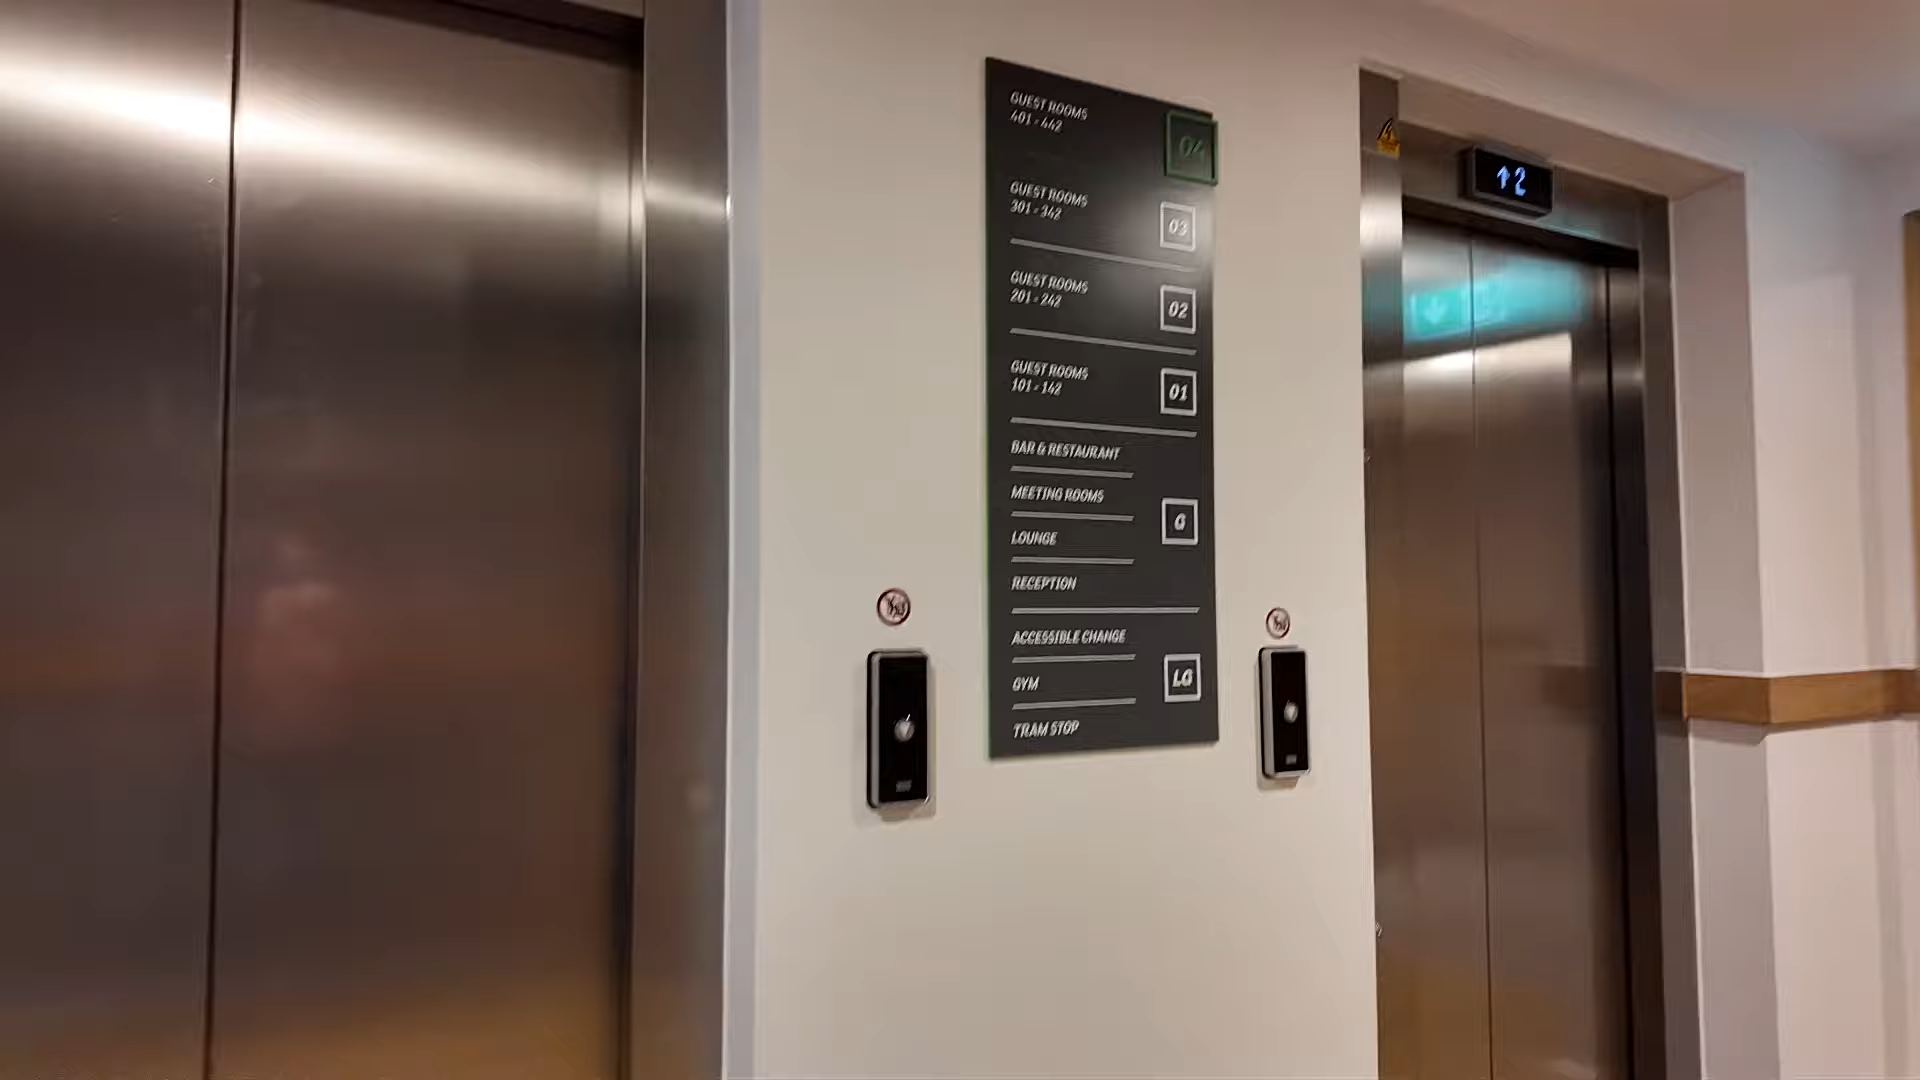 GUEST ROOMS
401 - 442
04
GUEST ROOMS
301 - 342
03
GUEST ROOMS
201 - 242
02
GUEST ROOMS
101 - 142
01
BAR & RESTAURANT
MEETING ROOMS
LOUNGE
RECEPTION
G
ACCESSIBLE CHANGE
GYM
TRAM STOP
LG
↑2